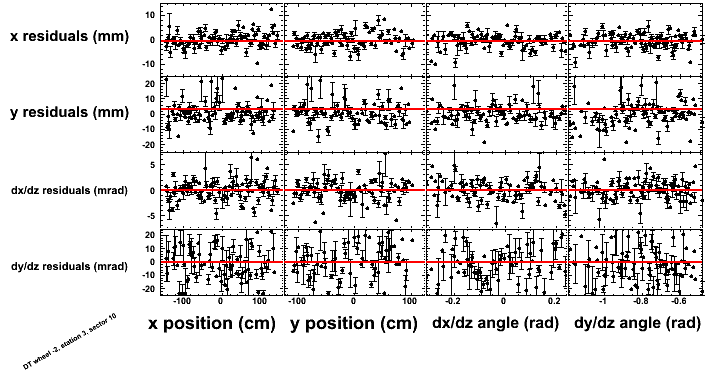 x residuals (mm)
10
0
-10
y residuals (mm)
20
10
0
-10
-20
dx/dz residuals (mrad)
5
0
-5
dy/dz residuals (mrad)
20
10
0
-10
-20
-100 0 100 -100 0 100 -0.2 0 0.2 -1 -0.8 -0.6
x position (cm) y position (cm) dx/dz angle (rad) dy/dz angle (rad)
DT wheel -2, station 3, sector 10